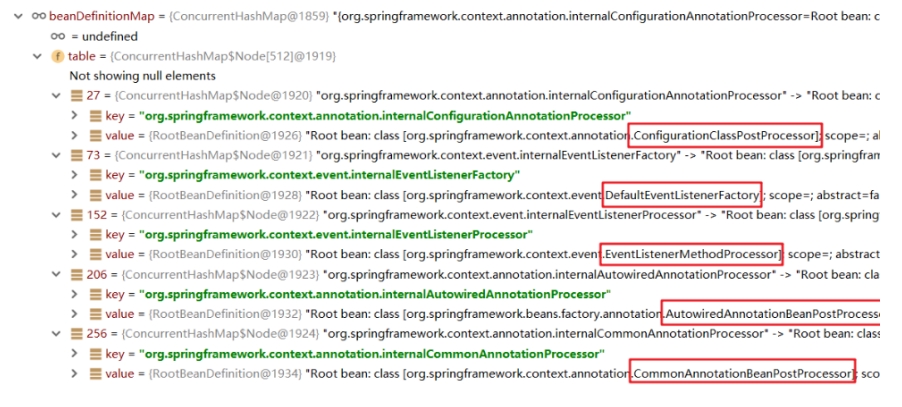 beanDefinitionMap = {ConcurrentHashMap@1859} "{org.springframework.context.annotation.internalConfigurationAnnotationProcessor=Root bean: c
= undefined
f table = {ConcurrentHashMap$Node[512]@1919}
Not showing null elements
27 = {ConcurrentHashMap$Node@1920} "org.springframework.context.annotation.internalConfigurationAnnotationProcessor" -> "Root bean: c
key = "org.springframework.context.annotation.internalConfigurationAnnotationProcessor"
value = {RootBeanDefinition@1926} "Root bean: class [org.springframework.context.annotation.ConfigurationClassPostProcessor]; scope=; ab
73 = {ConcurrentHashMap$Node@1921} "org.springframework.context.event.internalEventListenerFactory" -> "Root bean: class [org.springfram
key = "org.springframework.context.event.internalEventListenerFactory"
value = {RootBeanDefinition@1928} "Root bean: class [org.springframework.context.event.DefaultEventListenerFactory]; scope=; abstract=fa
152 = {ConcurrentHashMap$Node@1922} "org.springframework.context.event.internalEventListenerProcessor" -> "Root bean: class [org.spring
key = "org.springframework.context.event.internalEventListenerProcessor"
value = {RootBeanDefinition@1930} "Root bean: class [org.springframework.context.event.EventListenerMethodProcessor]; scope=; abstract
206 = {ConcurrentHashMap$Node@1923} "org.springframework.context.annotation.internalAutowiredAnnotationProcessor" -> "Root bean: cla
key = "org.springframework.context.annotation.internalAutowiredAnnotationProcessor"
value = {RootBeanDefinition@1932} "Root bean: class [org.springframework.beans.factory.annotation.AutowiredAnnotationBeanPostProcesso
256 = {ConcurrentHashMap$Node@1924} "org.springframework.context.annotation.internalCommonAnnotationProcessor" -> "Root bean: class
key = "org.springframework.context.annotation.internalCommonAnnotationProcessor"
value = {RootBeanDefinition@1934} "Root bean: class [org.springframework.context.annotation.CommonAnnotationBeanPostProcessor]; sco